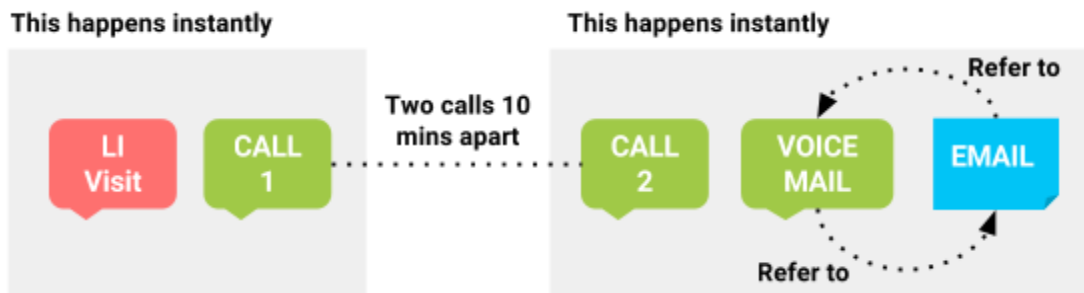 This happens instantly
This happens instantly
Refer to
Two calls 10
mins apart
LI
Visit
CALL
1
CALL
2
VOICE
MAIL
EMAIL
Refer to